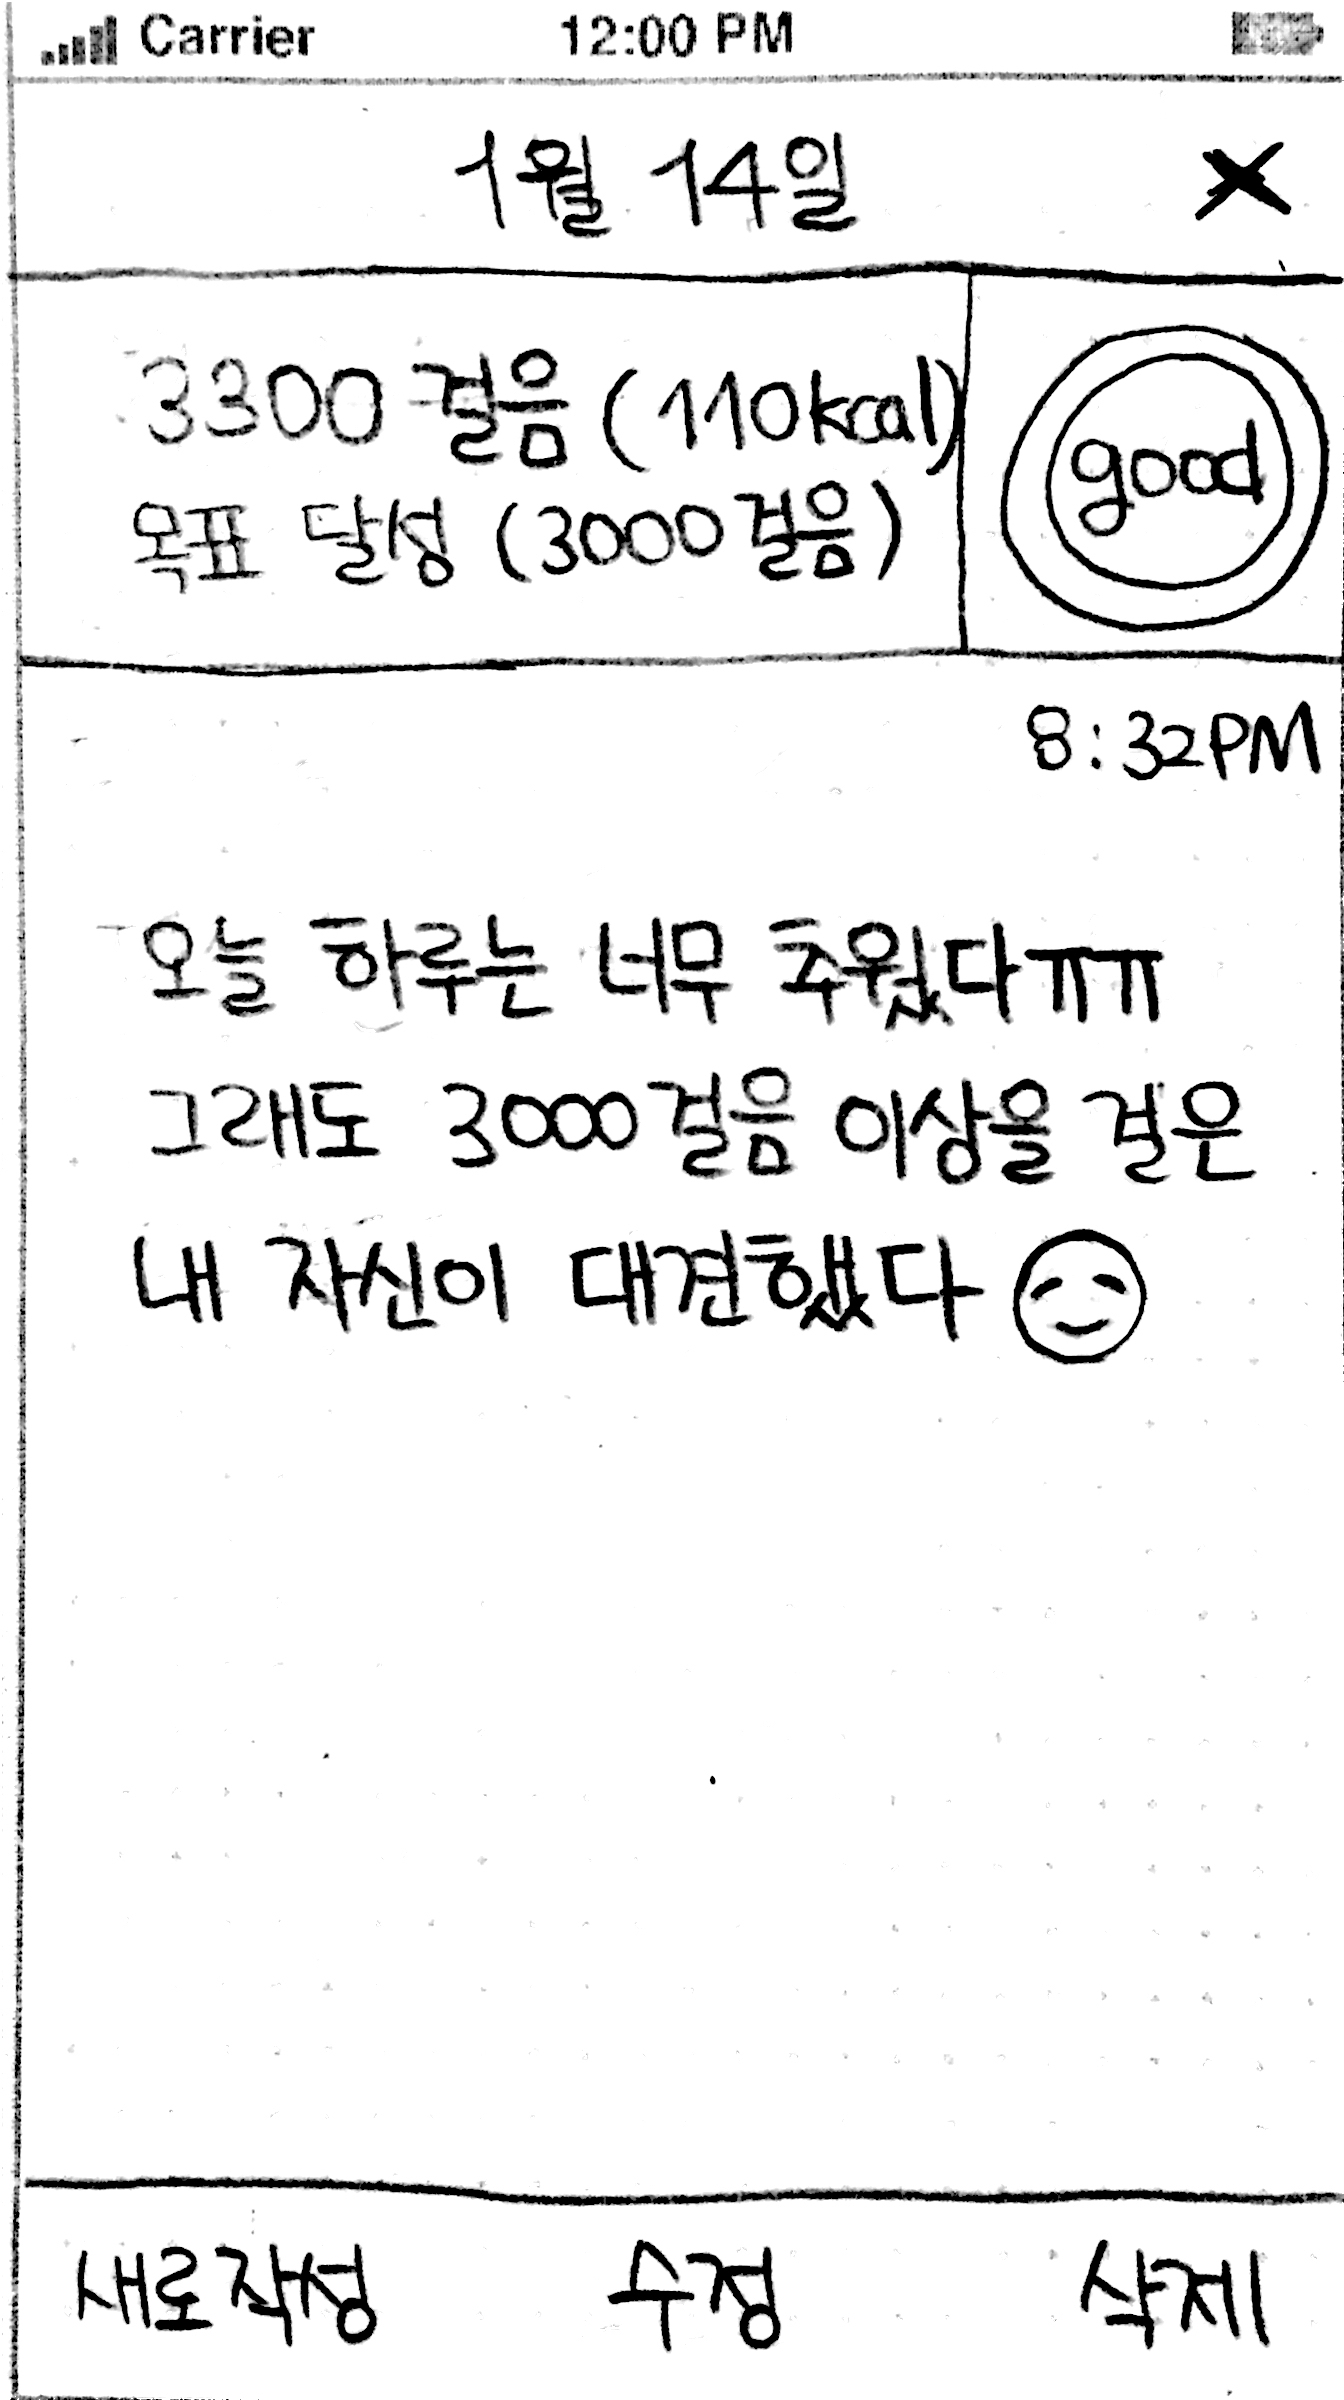 Carrier 12:00 PM
1월 14일 X
3300걸음 (110kcal)
목표 달성 (3000걸음)
good
8:32PM
오늘 하루는 너무 추웠다ㅠㅠ
그래도 3000걸음 이상을 걸은
내 자신이 대견했다
새로작성 수정 삭제